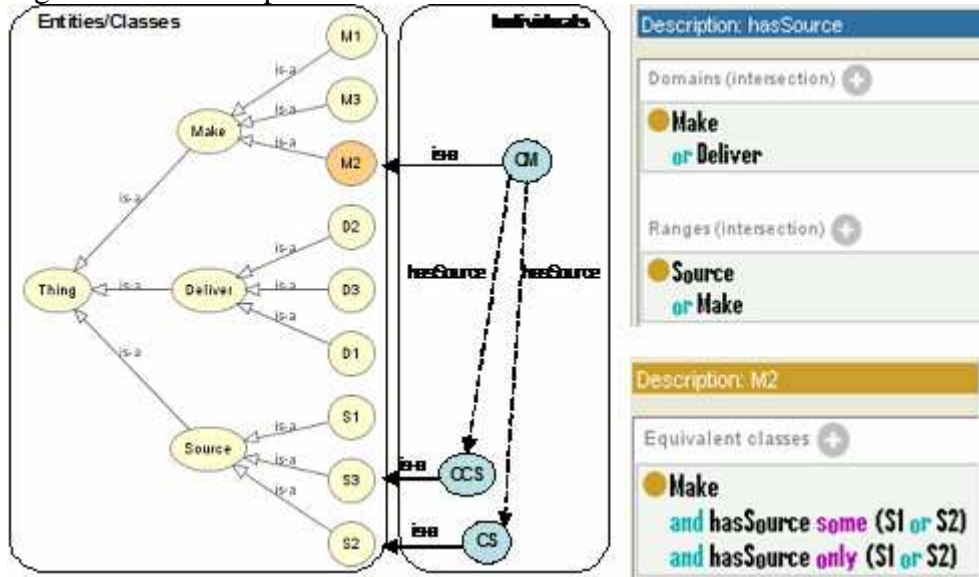 Entities/Classes
Individuals
M1
is-a
M3
is-a
Make
is-a
M2
is-a
CM
is-a
D2
is-a
hasSource
hasSource
Thing
is-a
Deliver
is-a
D3
is-a
D1
is-a
S1
is-a
Source
is-a
S3
is-a
CCS
is-a
S2
is-a
CS
Description: hasSource
Domains (intersection)
Make
or Deliver
Ranges (intersection)
Source
or Make
Description: M2
Equivalent classes
Make
and hasSource some (S1 or S2)
and hasSource only (S1 or S2)